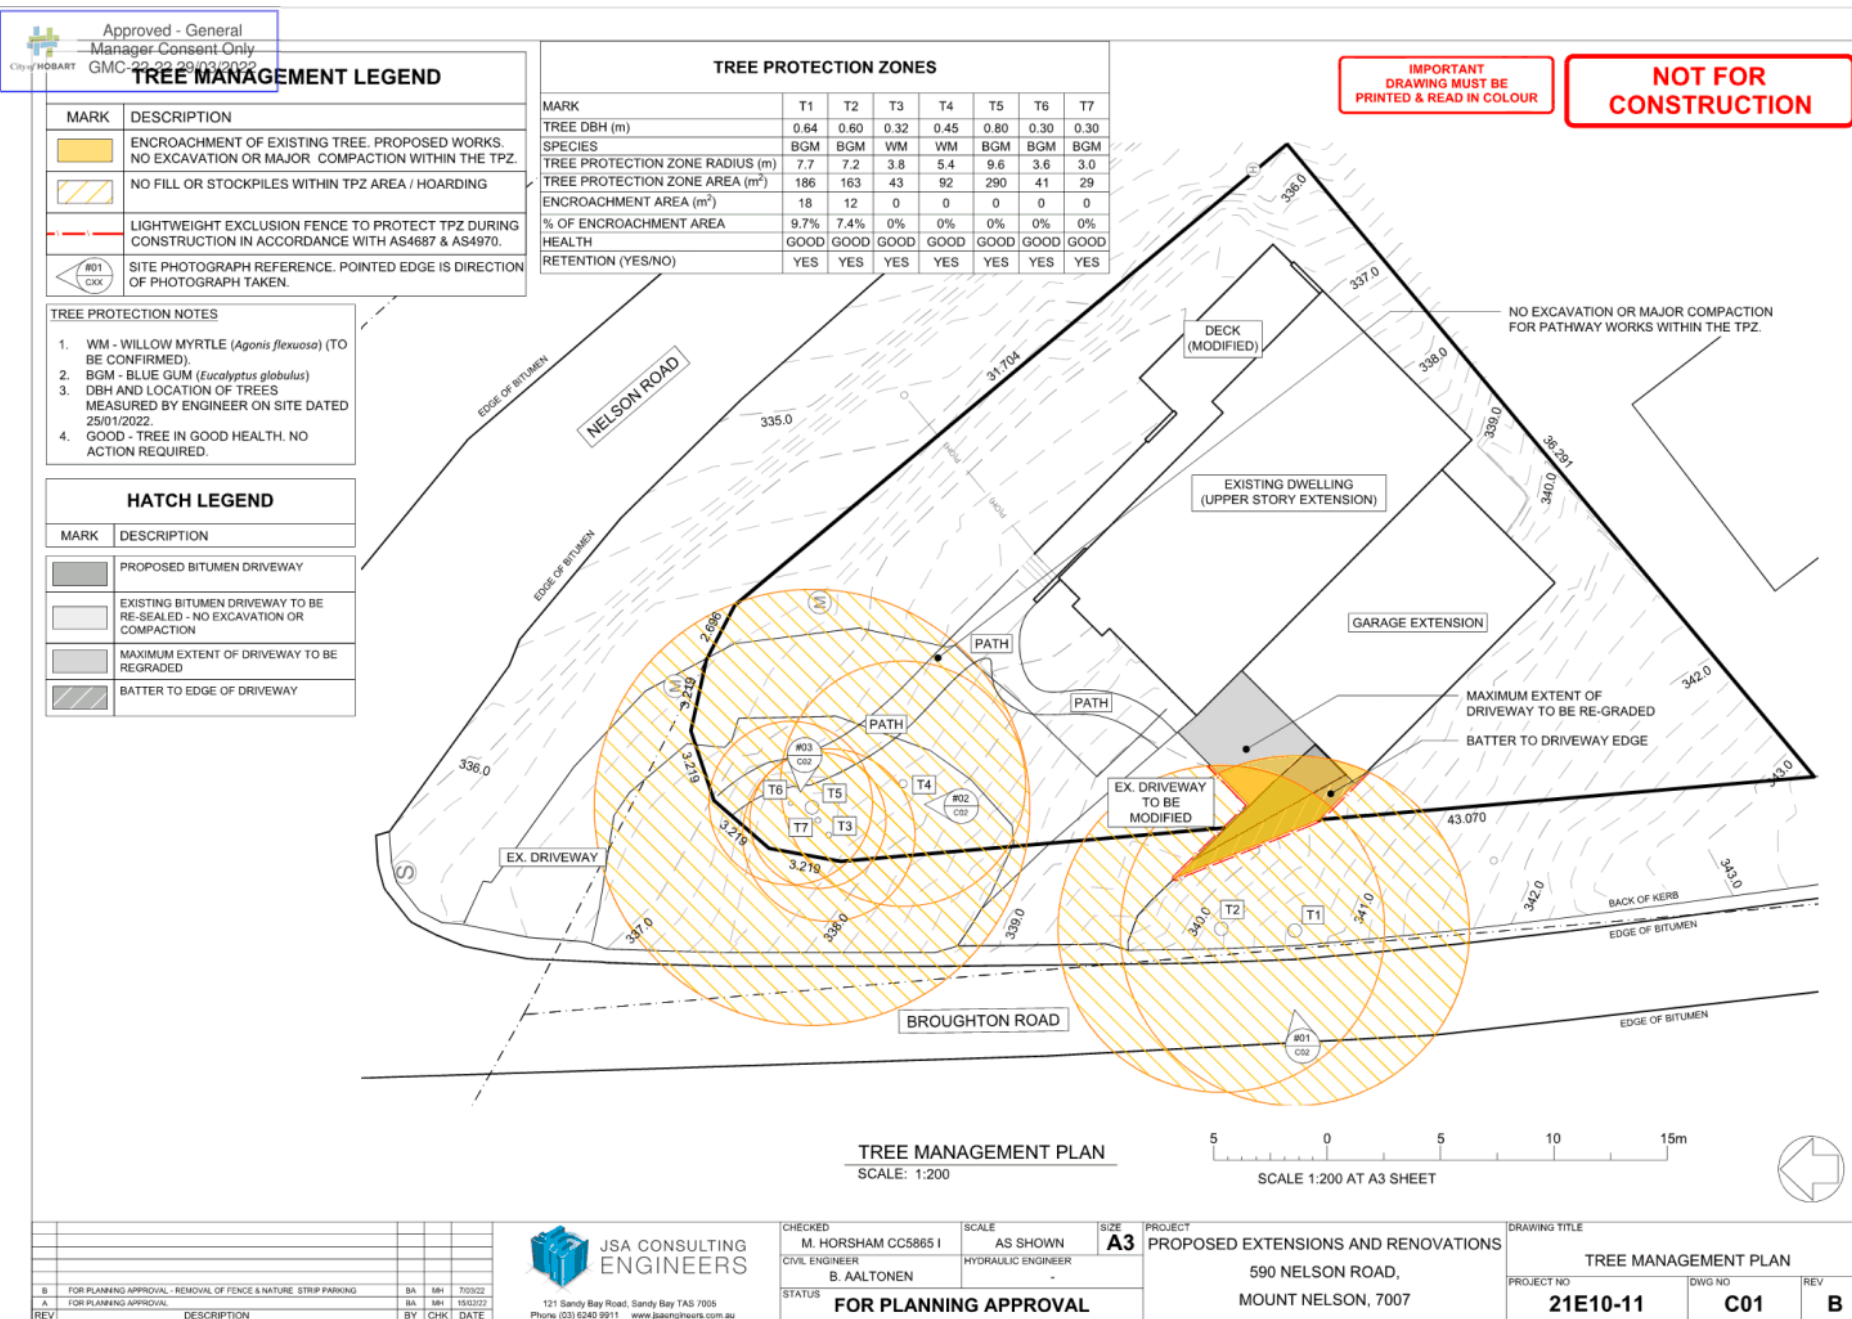 Approved - General
Manager Consent Only
GMC-22-22 29/03/2022
City of HOBART
TREE MANAGEMENT LEGEND
MARK DESCRIPTION
ENCROACHMENT OF EXISTING TREE. PROPOSED WORKS.
NO EXCAVATION OR MAJOR COMPACTION WITHIN THE TPZ.
NO FILL OR STOCKPILES WITHIN TPZ AREA / HOARDING
LIGHTWEIGHT EXCLUSION FENCE TO PROTECT TPZ DURING
CONSTRUCTION IN ACCORDANCE WITH AS4687 & AS4970.
#01
CXX
SITE PHOTOGRAPH REFERENCE. POINTED EDGE IS DIRECTION
OF PHOTOGRAPH TAKEN.
TREE PROTECTION ZONES
MARK T1 T2 T3 T4 T5 T6 T7
TREE DBH (m) 0.64 0.60 0.32 0.45 0.80 0.30 0.30
SPECIES BGM BGM WM WM BGM BGM BGM
TREE PROTECTION ZONE RADIUS (m) 7.7 7.2 3.8 5.4 9.6 3.6 3.0
TREE PROTECTION ZONE AREA (m²) 186 163 43 92 290 41 29
ENCROACHMENT AREA (m²) 18 12 0 0 0 0 0
% OF ENCROACHMENT AREA 9.7% 7.4% 0% 0% 0% 0% 0%
HEALTH GOOD GOOD GOOD GOOD GOOD GOOD GOOD
RETENTION (YES/NO) YES YES YES YES YES YES YES
IMPORTANT
DRAWING MUST BE
PRINTED & READ IN COLOUR
NOT FOR
CONSTRUCTION
TREE PROTECTION NOTES
1. WM - WILLOW MYRTLE (Agonis flexuosa) (TO
BE CONFIRMED).
2. BGM - BLUE GUM (Eucalyptus globulus)
3. DBH AND LOCATION OF TREES
MEASURED BY ENGINEER ON SITE DATED
25/01/2022.
4. GOOD - TREE IN GOOD HEALTH. NO
ACTION REQUIRED.
HATCH LEGEND
MARK DESCRIPTION
PROPOSED BITUMEN DRIVEWAY
EXISTING BITUMEN DRIVEWAY TO BE
RE-SEALED - NO EXCAVATION OR
COMPACTION
MAXIMUM EXTENT OF DRIVEWAY TO BE
REGRADED
BATTER TO EDGE OF DRIVEWAY
H
336.0
337.0
NO EXCAVATION OR MAJOR COMPACTION
FOR PATHWAY WORKS WITHIN THE TPZ.
DECK
(MODIFIED)
338.0
31.704
EDGE OF BITUMEN
NELSON ROAD
335.0
339.0
36.291
340.0
P(GH)
P(GH)
EXISTING DWELLING
(UPPER STORY EXTENSION)
EDGE OF BITUMEN
M
2.696
GARAGE EXTENSION
PATH
342.0
M
3.219
PATH
MAXIMUM EXTENT OF
DRIVEWAY TO BE RE-GRADED
PATH
BATTER TO DRIVEWAY EDGE
#03
C02
336.0
3.219
343.0
T6
T5
T4
#02
C02
EX. DRIVEWAY
TO BE
MODIFIED
43.070
T7
T3
3.219
EX. DRIVEWAY
3.219
S
343.0
342.0
BACK OF KERB
EDGE OF BITUMEN
T2
T1
341.0
340.0
339.0
338.0
337.0
BROUGHTON ROAD
EDGE OF BITUMEN
#01
C02
TREE MANAGEMENT PLAN
SCALE: 1:200
5 0 5 10 15m
SCALE 1:200 AT A3 SHEET
B FOR PLANNING APPROVAL - REMOVAL OF FENCE & NATURE STRIP PARKING BA MH 7/03/22
A FOR PLANNING APPROVAL BA MH 15/02/22
REV DESCRIPTION BY CHK DATE
JSA CONSULTING
ENGINEERS
121 Sandy Bay Road, Sandy Bay TAS 7005
Phone (03) 6240 9911 www.jsaengineers.com.au
CHECKED
M. HORSHAM CC5865 I
SCALE
AS SHOWN
SIZE
A3
CIVIL ENGINEER
B. AALTONEN
HYDRAULIC ENGINEER
-
STATUS
FOR PLANNING APPROVAL
PROJECT
PROPOSED EXTENSIONS AND RENOVATIONS
590 NELSON ROAD,
MOUNT NELSON, 7007
DRAWING TITLE
TREE MANAGEMENT PLAN
PROJECT NO
21E10-11
DWG NO
C01
REV
B